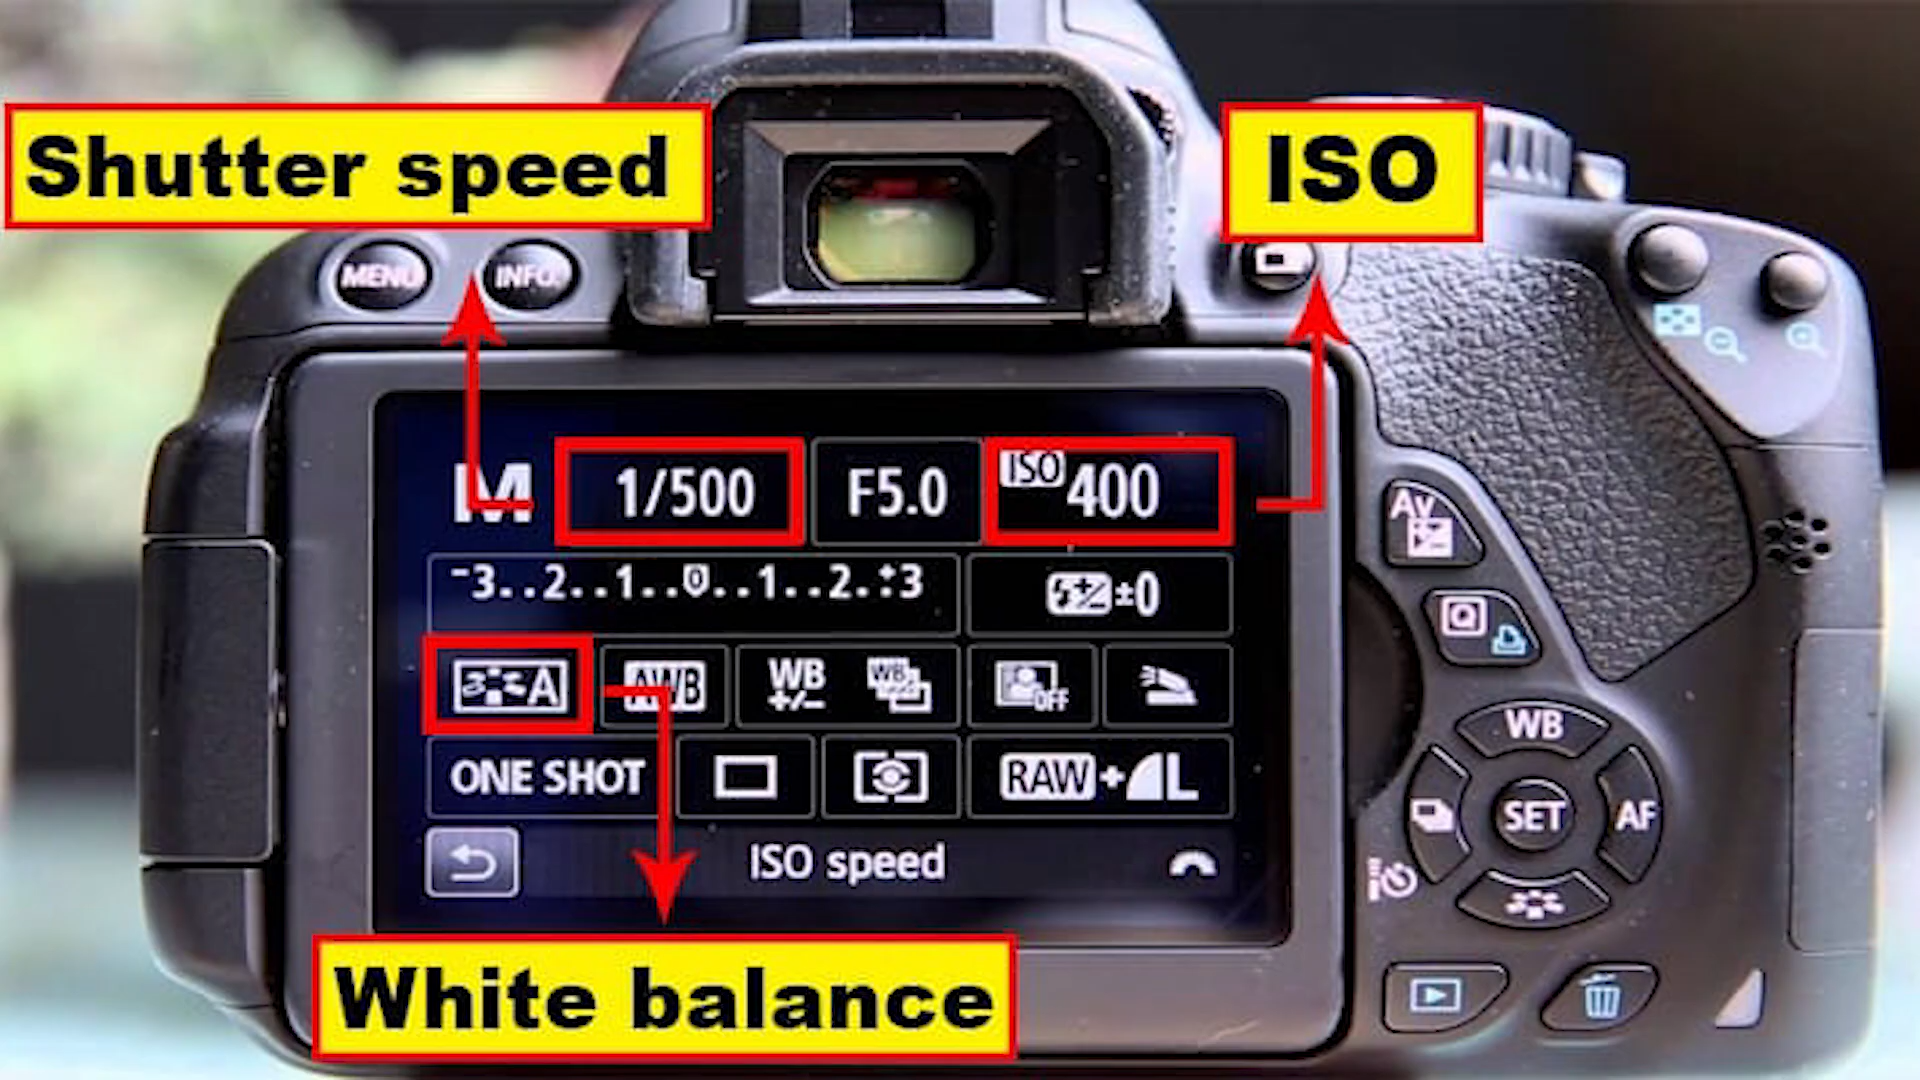 Shutter speed
ISO
MENU
INFO.
M 1/500 F5.0 ISO 400
-3..2..1..0..1..2.:+3
±0
Av
Q
A AWB WB +/- WB OFF
WB
ONE SHOT RAW+L
SET AF
ISO speed
White balance